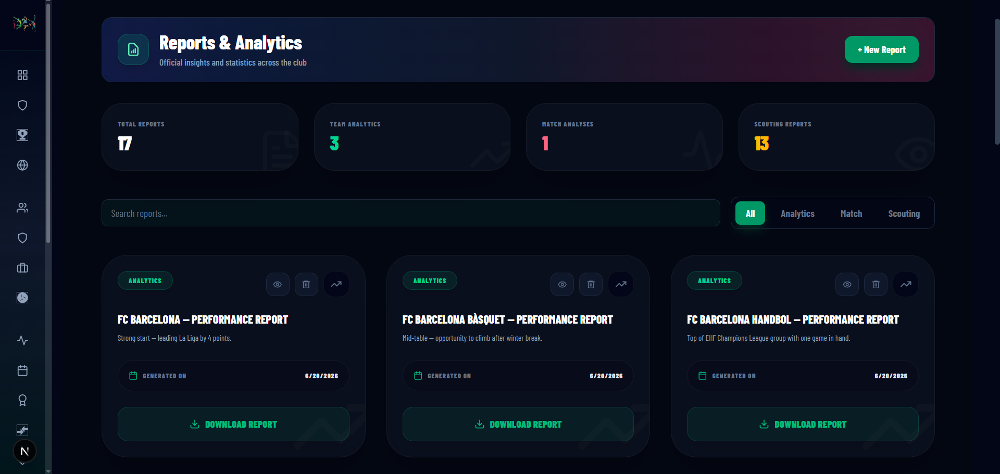 Reports & Analytics
Official insights and statistics across the club
+ New Report
TOTAL REPORTS
17
TEAM ANALYTICS
3
MATCH ANALYSES
1
SCOUTING REPORTS
13
Search reports...
All
Analytics
Match
Scouting
ANALYTICS
FC BARCELONA — PERFORMANCE REPORT
Strong start — leading La Liga by 4 points.
GENERATED ON
6/20/2026
DOWNLOAD REPORT
ANALYTICS
FC BARCELONA BÀSQUET — PERFORMANCE REPORT
Mid-table — opportunity to climb after winter break.
GENERATED ON
6/20/2026
DOWNLOAD REPORT
ANALYTICS
FC BARCELONA HANDBOL — PERFORMANCE REPORT
Top of EHF Champions League group with one game in hand.
GENERATED ON
6/20/2026
DOWNLOAD REPORT
N